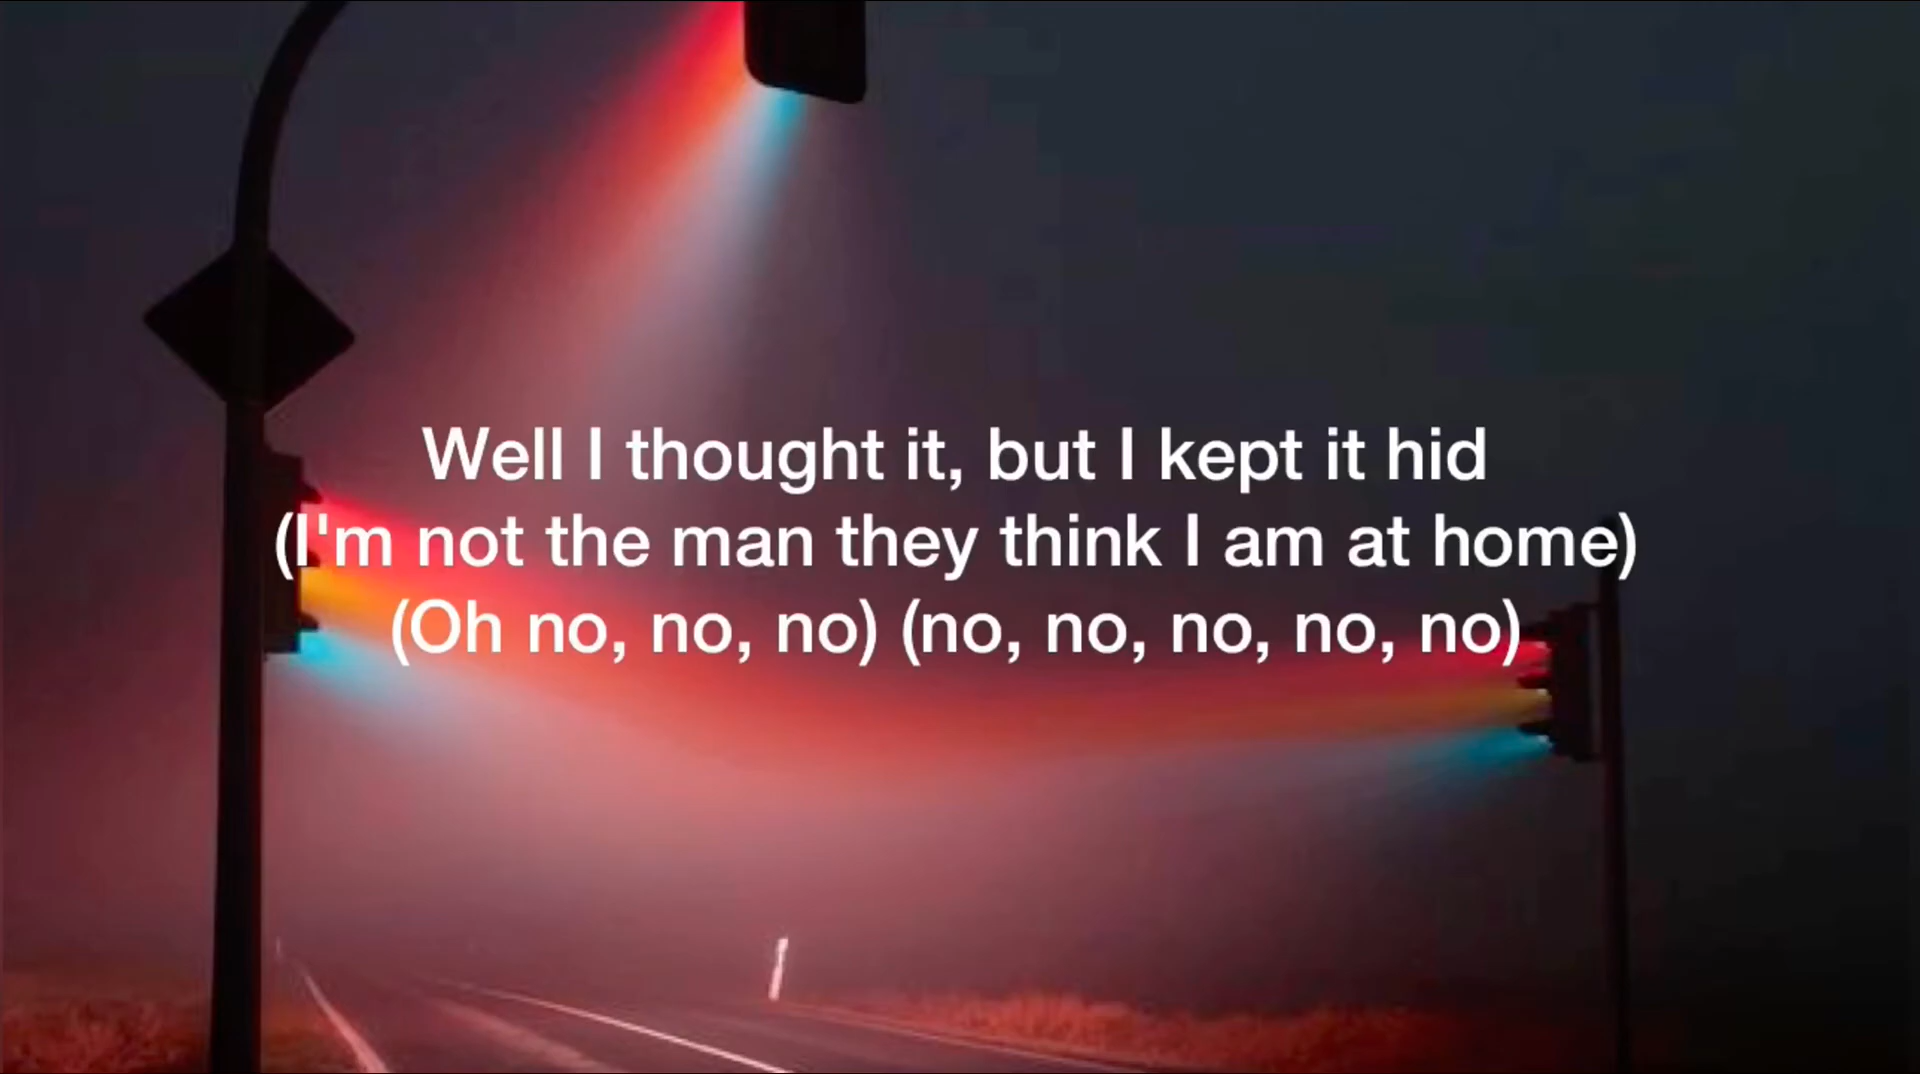 Well I thought it, but I kept it hid
(I'm not the man they think I am at home)
(Oh no, no, no) (no, no, no, no, no)